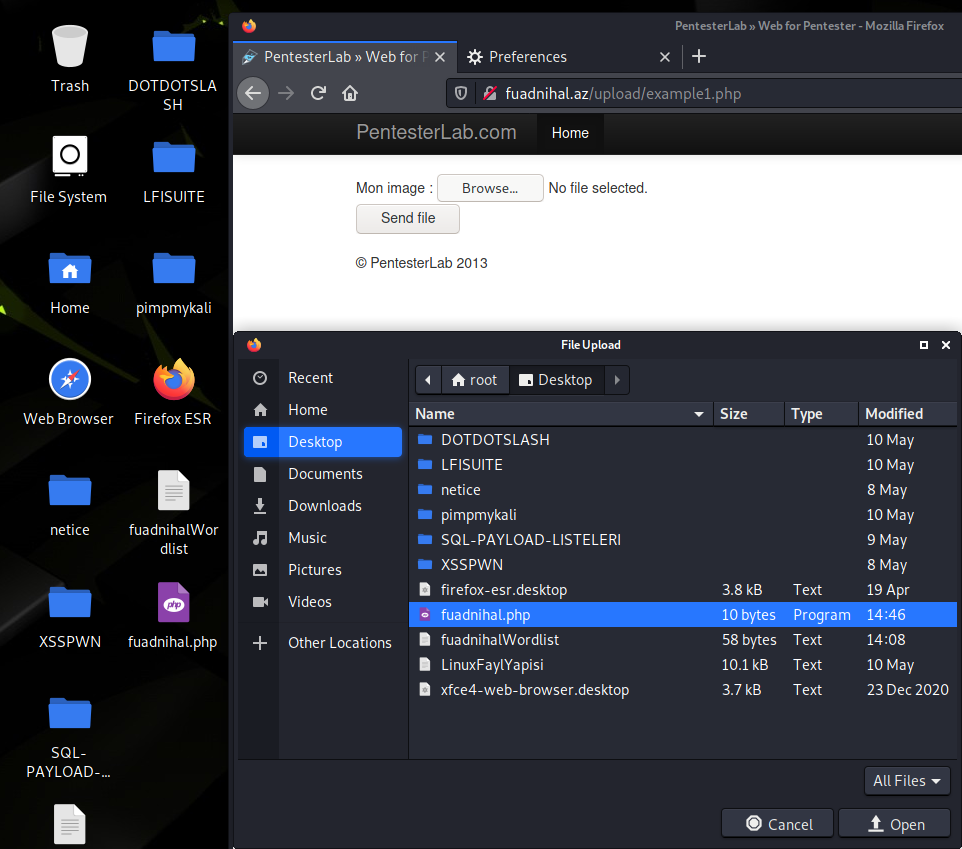 Trash
DOTDOTSLA
SH
File System
LFISUITE
Home
pimpmykali
Web Browser
Firefox ESR
netice
fuadnihalWor
dlist
XSSPWN
fuadnihal.php
SQL-
PAYLOAD-...
PentesterLab » Web for Pentester - Mozilla Firefox
PentesterLab » Web for P
Preferences
fuadnihal.az/upload/example1.php
PentesterLab.com
Home
Mon image : Browse... No file selected.
Send file
© PentesterLab 2013
File Upload
Recent
Home
Desktop
Documents
Downloads
Music
Pictures
Videos
Other Locations
root Desktop
Name Size Type Modified
DOTDOTSLASH 10 May
LFISUITE 10 May
netice 8 May
pimpmykali 10 May
SQL-PAYLOAD-LISTELERI 9 May
XSSPWN 8 May
firefox-esr.desktop 3.8 kB Text 19 Apr
fuadnihal.php 10 bytes Program 14:46
fuadnihalWordlist 58 bytes Text 14:08
LinuxFaylYapisi 10.1 kB Text 10 May
xfce4-web-browser.desktop 3.7 kB Text 23 Dec 2020
All Files
Cancel
Open